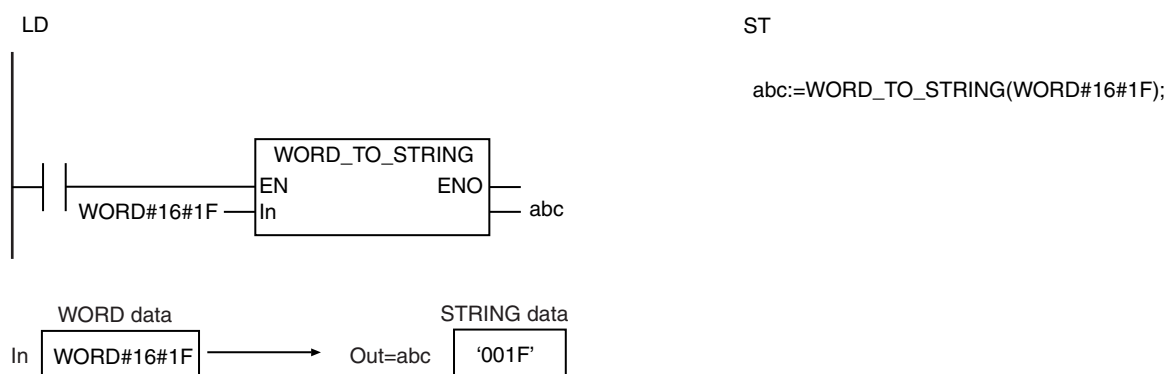 LD
ST
abc:=WORD_TO_STRING(WORD#16#1F);
WORD_TO_STRING
EN ENO
WORD#16#1F In abc
WORD data STRING data
In WORD#16#1F Out=abc ‘001F’